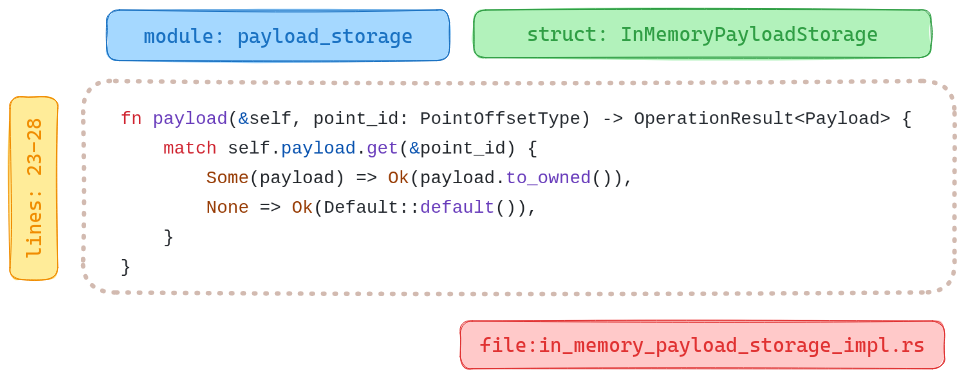 module: payload_storage
struct: InMemoryPayloadStorage
lines: 23-28
fn payload(&self, point_id: PointOffsetType) -> OperationResult<Payload> {
    match self.payload.get(&point_id) {
        Some(payload) => Ok(payload.to_owned()),
        None => Ok(Default::default()),
    }
}
file:in_memory_payload_storage_impl.rs